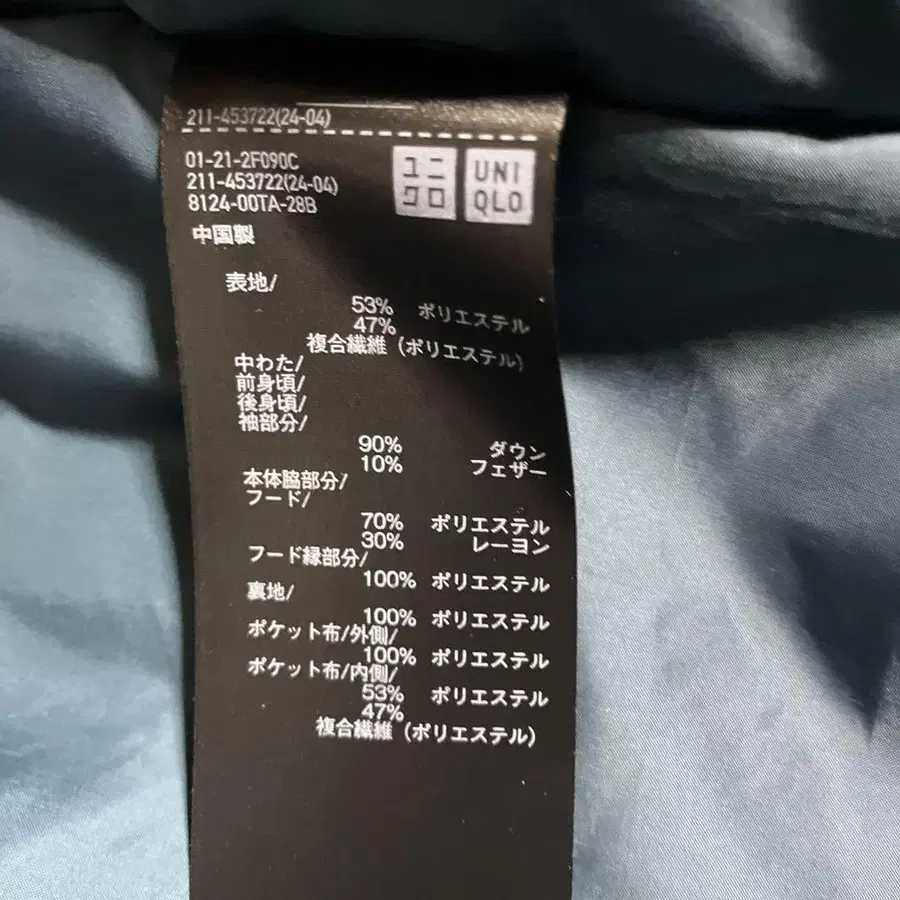 211-453722(24-04)
01-21-2F090C
211-453722(24-04)
8124-00TA-28B
ユニ
クロ
UNI
QLO
中国製
表地/
53% ポリエステル
47%
複合繊維 (ポリエステル)
中わた/
前身頃/
後身頃/
袖部分/
90% ダウン
10% フェザー
本体脇部分/
フード/
70% ポリエステル
30% レーヨン
フード縁部分/
100% ポリエステル
裏地/
100% ポリエステル
ポケット布/外側/
100% ポリエステル
ポケット布/内側/
53% ポリエステル
47%
複合繊維 (ポリエステル)